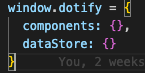 window.dotify = {
  components: {},
  dataStore: {}
}
You, 2 weeks